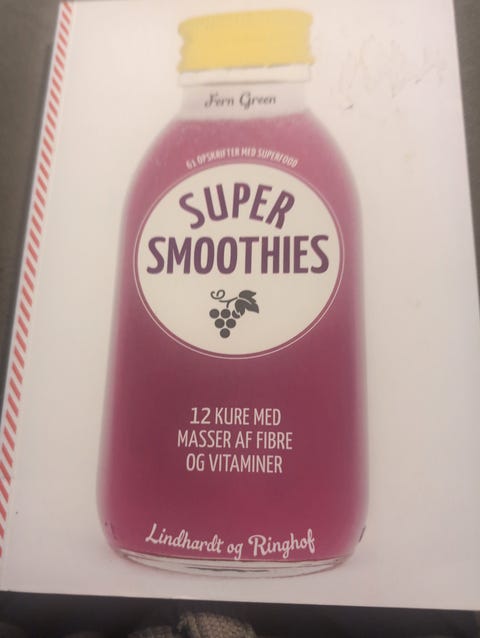 Fern Green
61 OPSKRIFTER MED SUPERFOOD
SUPER
SMOOTHIES
12 KURE MED
MASSER AF FIBRE
OG VITAMINER
Lindhardt og Ringhof